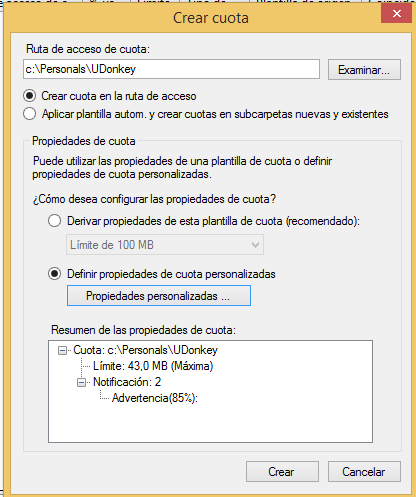 Crear cuota
Ruta de acceso de cuota:
c:\Personals\UDonkey
Examinar...
Crear cuota en la ruta de acceso
Aplicar plantilla autom. y crear cuotas en subcarpetas nuevas y existentes
Propiedades de cuota
Puede utilizar las propiedades de una plantilla de cuota o definir
propiedades de cuota personalizadas.
¿Cómo desea configurar las propiedades de cuota?
Derivar propiedades de esta plantilla de cuota (recomendado):
Límite de 100 MB
Definir propiedades de cuota personalizadas
Propiedades personalizadas ...
Resumen de las propiedades de cuota:
Cuota: c:\Personals\UDonkey
Límite: 43,0 MB (Máxima)
Notificación: 2
Advertencia(85%):
Crear
Cancelar